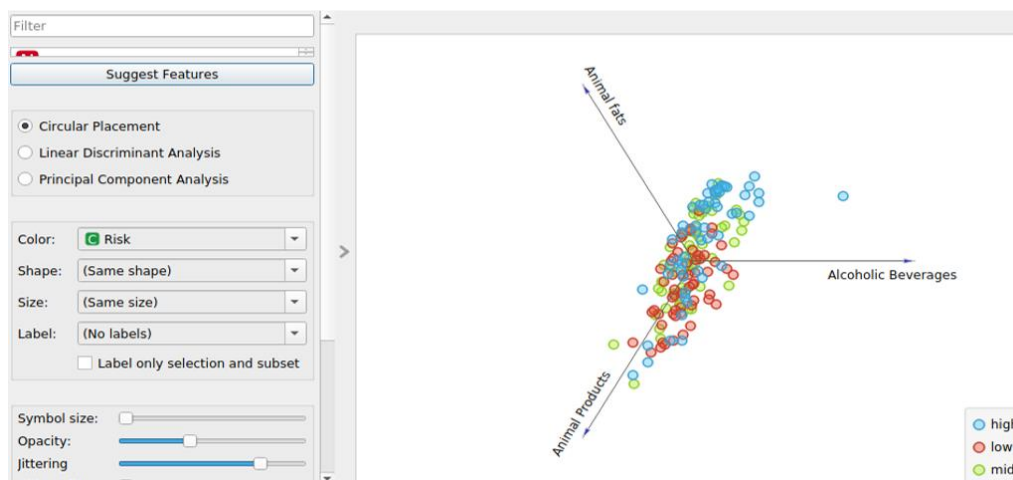 Filter
Suggest Features
Circular Placement
Linear Discriminant Analysis
Principal Component Analysis
Color:
C Risk
Shape:
(Same shape)
Size:
(Same size)
Label:
(No labels)
Label only selection and subset
Symbol size:
Opacity:
Jittering
Animal fats
Alcoholic Beverages
Animal Products
high
low
mid